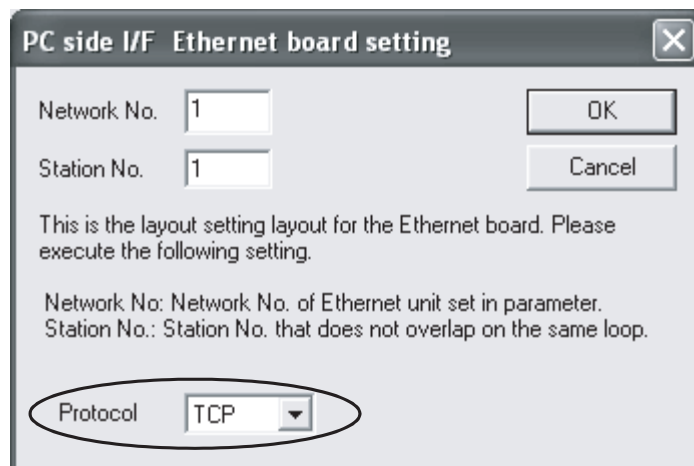 PC side I/F Ethernet board setting
Network No. 1
OK
Station No. 1
Cancel
This is the layout setting layout for the Ethernet board. Please
execute the following setting.
Network No: Network No. of Ethernet unit set in parameter.
Station No.: Station No. that does not overlap on the same loop.
Protocol TCP